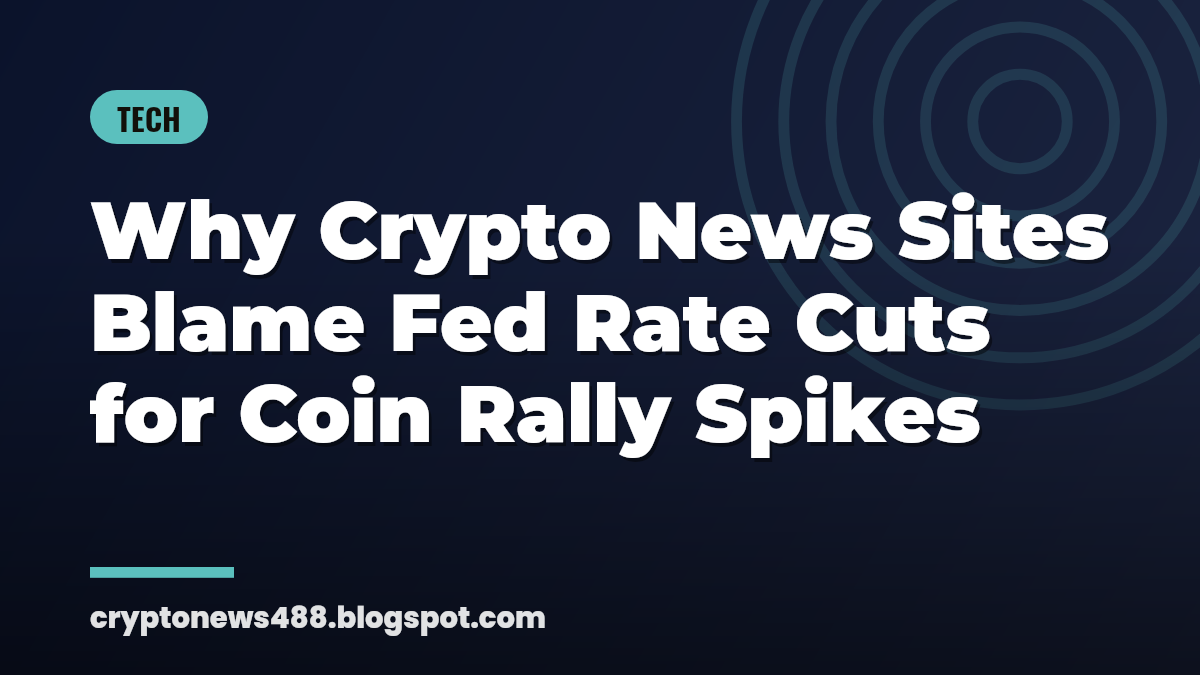 TECH
Why Crypto News Sites
Blame Fed Rate Cuts
for Coin Rally Spikes
cryptonews488.blogspot.com